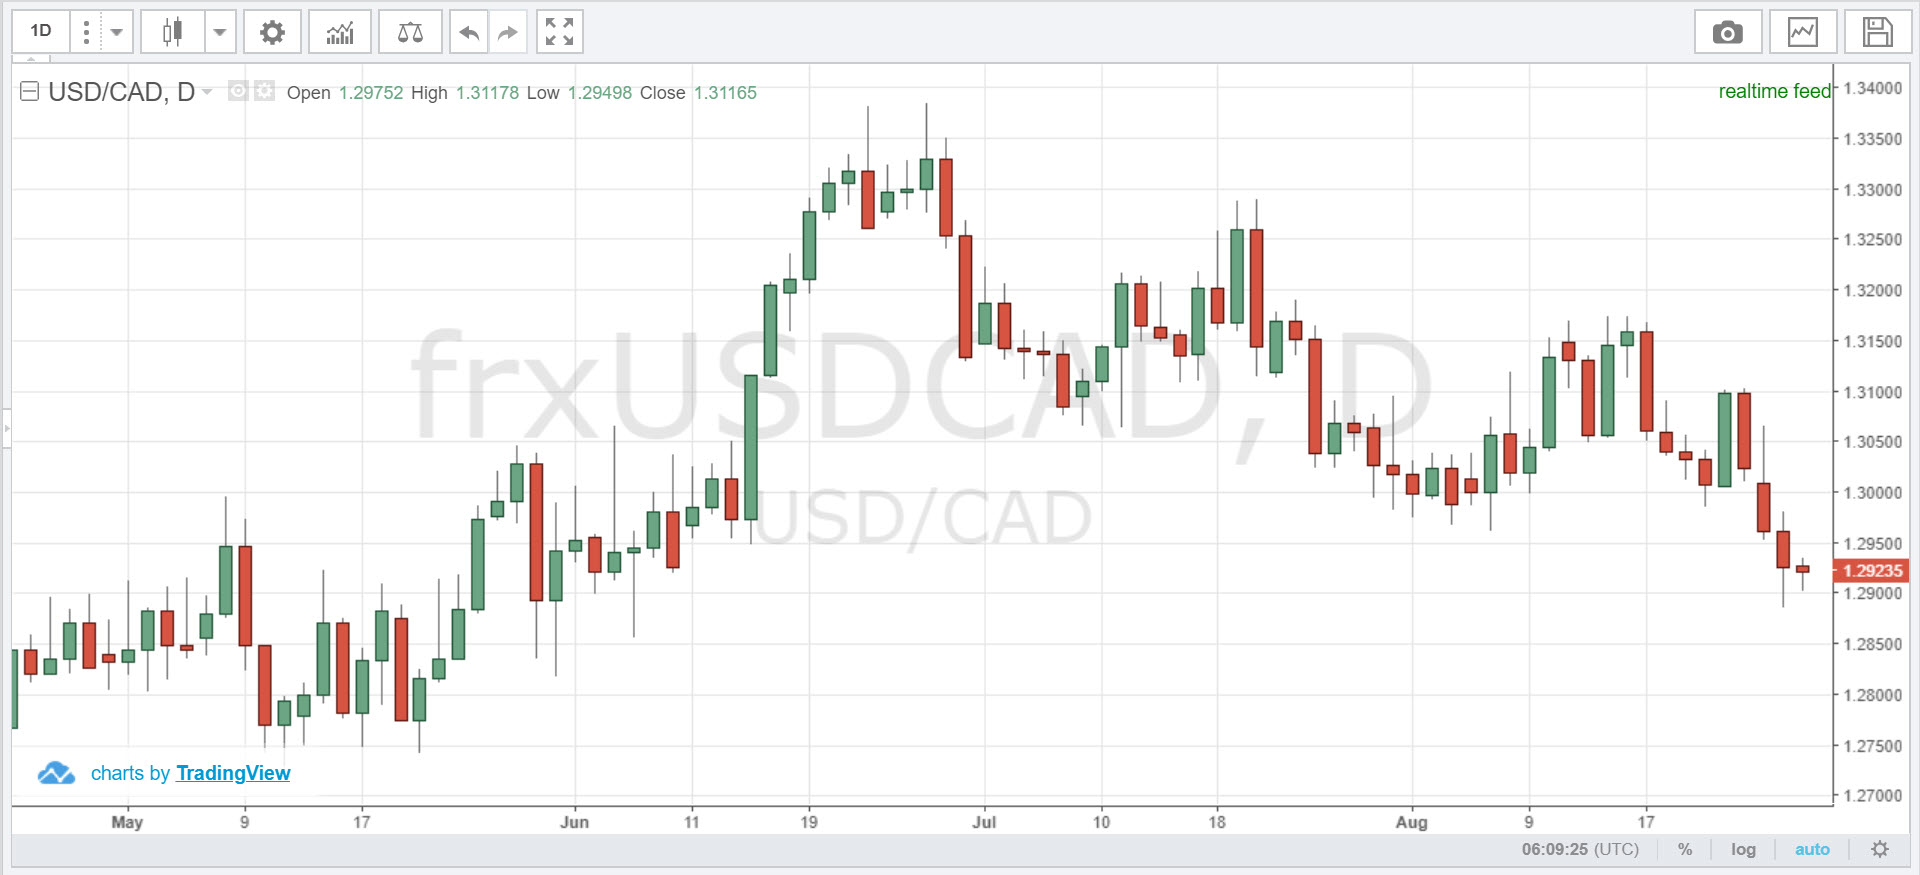 1D
USD/CAD, D Open 1.29752 High 1.31178 Low 1.29498 Close 1.31165
realtime feed
1.34000
1.33500
1.33000
1.32500
1.32000
1.31500
1.31000
1.30500
1.30000
1.29500
1.29235
1.29000
1.28500
1.28000
1.27500
1.27000
frxUSDCAD, D
USD/CAD
charts by TradingView
May 9 17 Jun 11 19 Jul 10 18 Aug 9 17
06:09:25 (UTC) % log auto